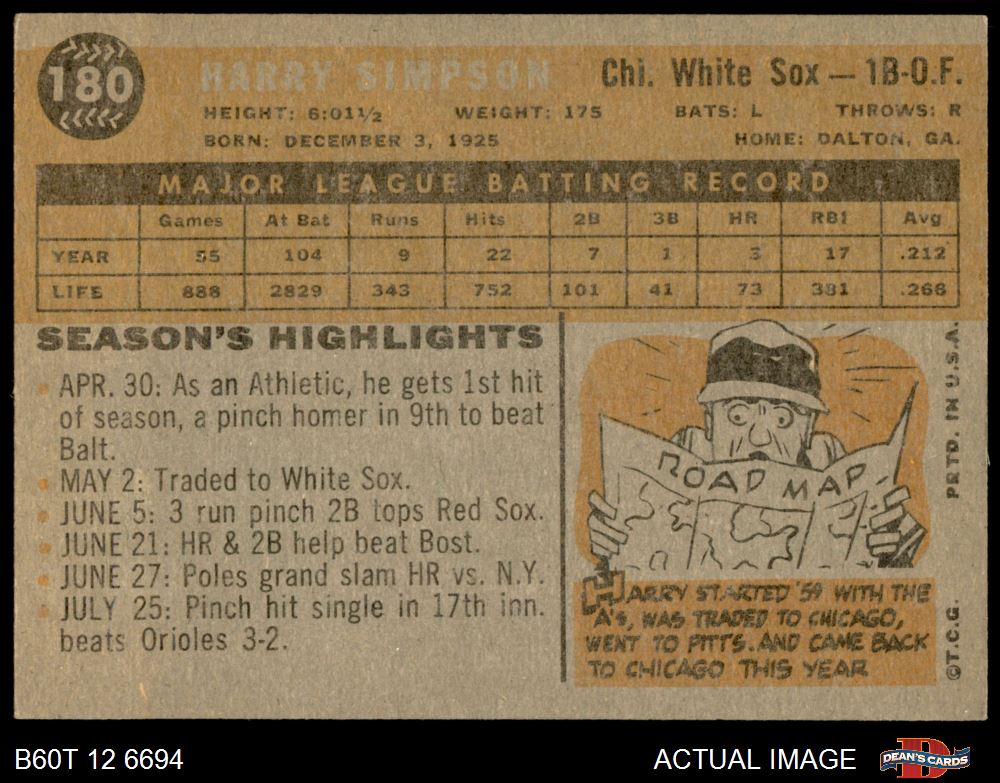 180
HARRY SIMPSON
Chi. White Sox — 1B-O.F.
HEIGHT: 6:01½ WEIGHT: 175 BATS: L THROWS: R
BORN: DECEMBER 3, 1925 HOME: DALTON, GA.
MAJOR LEAGUE BATTING RECORD
Games At Bat Runs Hits 2B 3B HR RBI Avg
YEAR 55 104 9 22 7 1 3 17 .212
LIFE 888 2829 343 752 101 41 73 381 .266
SEASON'S HIGHLIGHTS
APR. 30: As an Athletic, he gets 1st hit
of season, a pinch homer in 9th to beat
Balt.
MAY 2: Traded to White Sox.
JUNE 5: 3 run pinch 2B tops Red Sox.
JUNE 21: HR & 2B help beat Bost.
JUNE 27: Poles grand slam HR vs. N.Y.
JULY 25: Pinch hit single in 17th inn.
beats Orioles 3-2.
ROAD MAP
HARRY STARTED '59 WITH THE
A's, WAS TRADED TO CHICAGO,
WENT TO PITTS. AND CAME BACK
TO CHICAGO THIS YEAR
©T.C.G. PRTD. IN U.S.A.
B60T 12 6694
ACTUAL IMAGE
DEAN'S CARDS